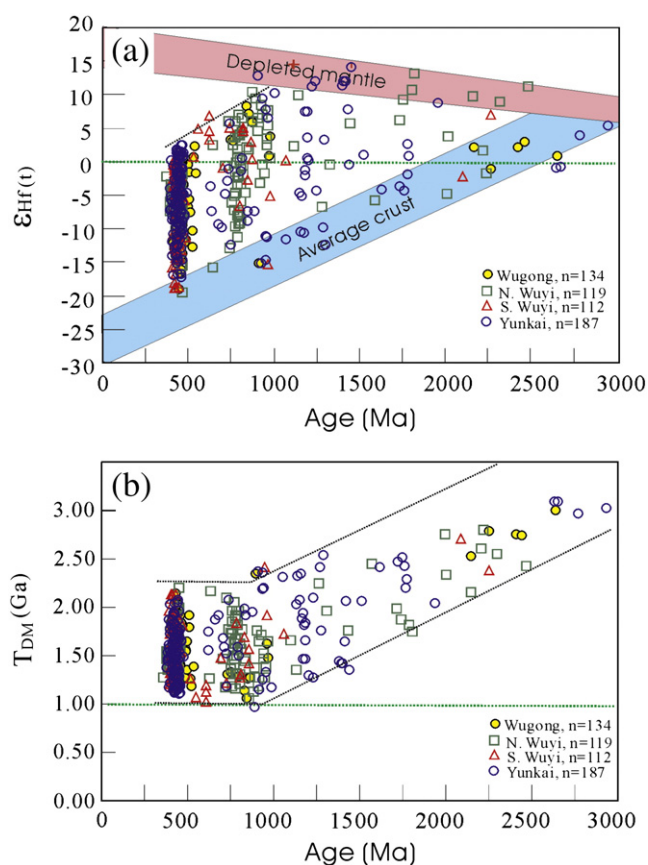 (a)
εHf(t)
20
15
10
5
0
-5
-10
-15
-20
-25
-30
Depleted mantle
Average crust
Wugong, n=134
N. Wuyi, n=119
S. Wuyi, n=112
Yunkai, n=187
0 500 1000 1500 2000 2500 3000
Age (Ma)
(b)
TDM (Ga)
3.00
2.50
2.00
1.50
1.00
0.50
0.00
Wugong, n=134
N. Wuyi, n=119
S. Wuyi, n=112
Yunkai, n=187
0 500 1000 1500 2000 2500 3000
Age (Ma)